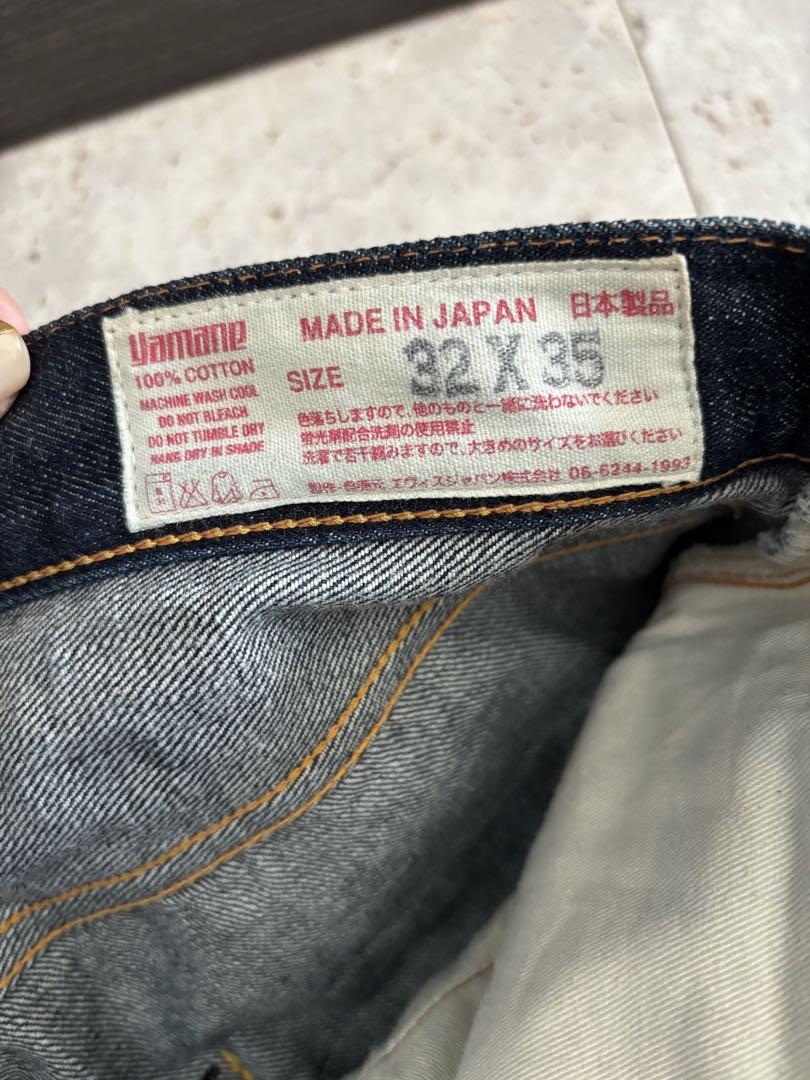 yamane
100% COTTON
MACHINE WASH COOL
DO NOT BLEACH
DO NOT TUMBLE DRY
HANG DRY IN SHADE
MADE IN JAPAN 日本製品
SIZE 32 X 35
色落ちしますので、他のものと一緒に洗わないでください
蛍光剤配合洗剤の使用禁止
洗濯で若干縮みますので、大きめのサイズをお選びください
製作・発売元 エヴィスジャパン株式会社 06-6244-1993